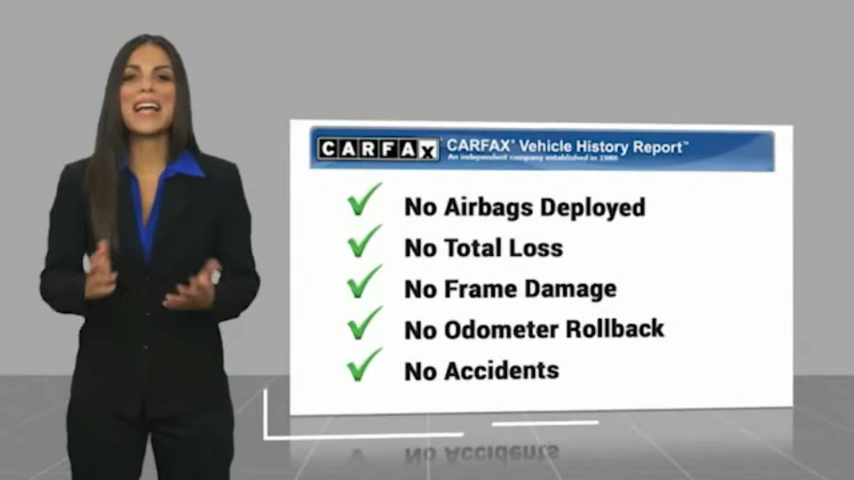 CARFAX CARFAX® Vehicle History Report™
An independent company established in 1986
No Airbags Deployed
No Total Loss
No Frame Damage
No Odometer Rollback
No Accidents
No Accidents